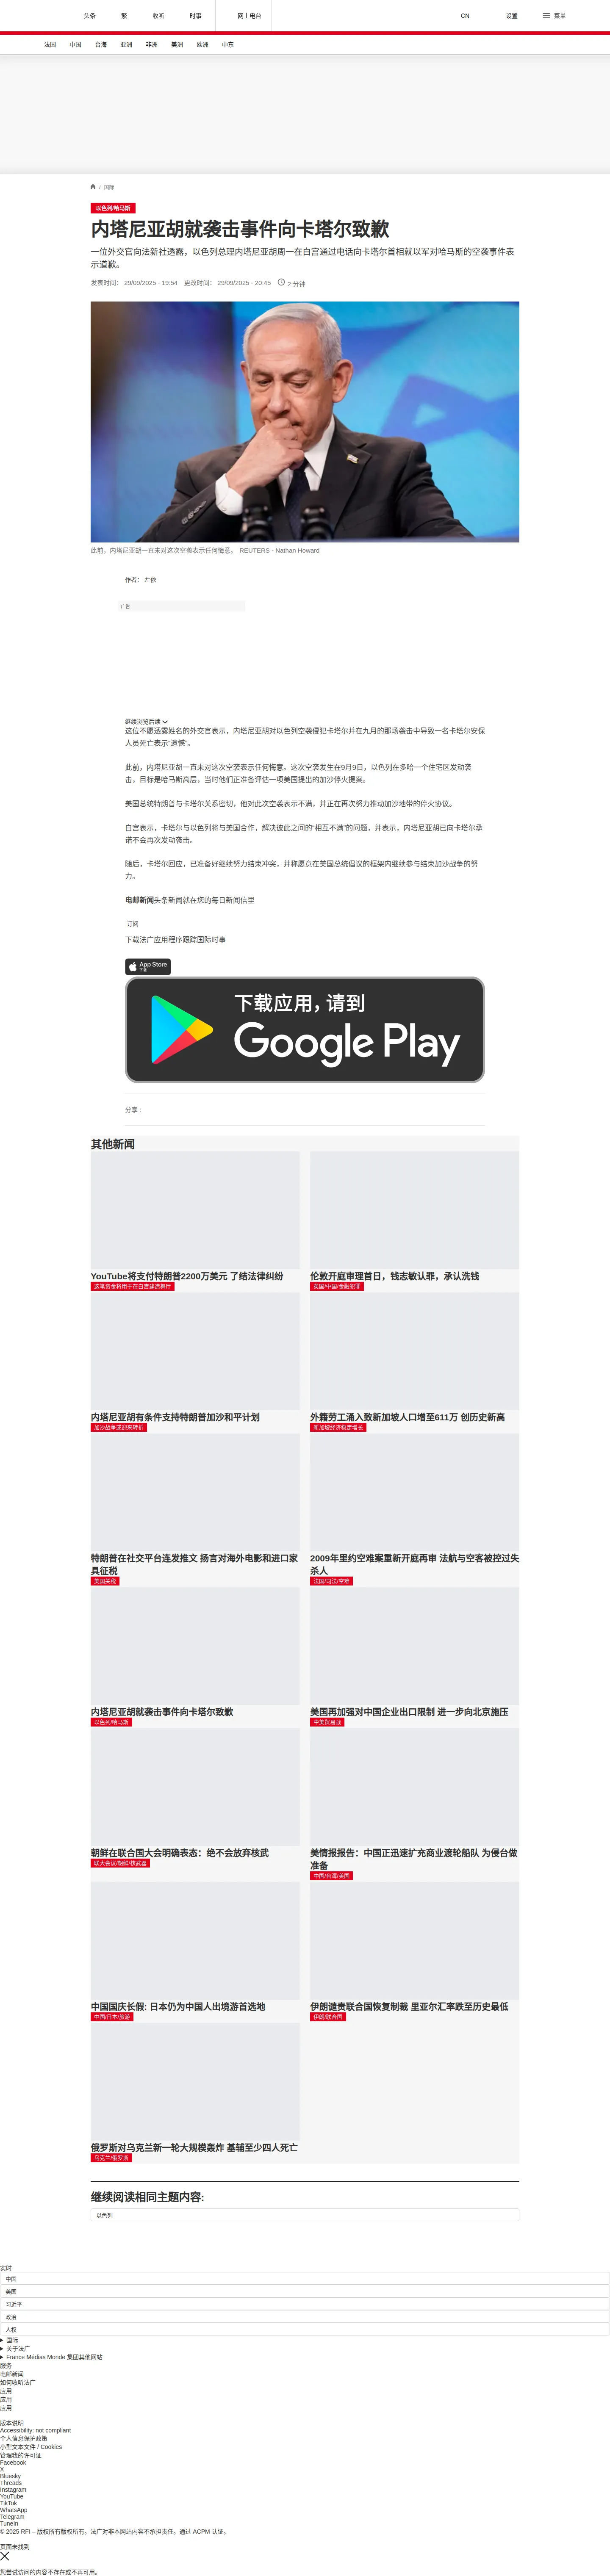 头条 繁 收听 时事 网上电台 CN 设置 菜单
法国 中国 台海 亚洲 非洲 美洲 欧洲 中东
/ 国际
以色列/哈马斯
内塔尼亚胡就袭击事件向卡塔尔致歉
一位外交官向法新社透露，以色列总理内塔尼亚胡周一在白宫通过电话向卡塔尔首相就以军对哈马斯的空袭事件表
示道歉。
发表时间： 29/09/2025 - 19:54 更改时间： 29/09/2025 - 20:45 2 分钟
此前，内塔尼亚胡一直未对这次空袭表示任何悔意。 REUTERS - Nathan Howard
作者： 左依
广告
继续浏览后续
这位不愿透露姓名的外交官表示，内塔尼亚胡对以色列空袭侵犯卡塔尔并在九月的那场袭击中导致一名卡塔尔安保
人员死亡表示“遗憾”。
此前，内塔尼亚胡一直未对这次空袭表示任何悔意。这次空袭发生在9月9日，以色列在多哈一个住宅区发动袭
击，目标是哈马斯高层，当时他们正准备评估一项美国提出的加沙停火提案。
美国总统特朗普与卡塔尔关系密切，他对此次空袭表示不满，并正在再次努力推动加沙地带的停火协议。
白宫表示，卡塔尔与以色列将与美国合作，解决彼此之间的“相互不满”的问题，并表示，内塔尼亚胡已向卡塔尔承
诺不会再次发动袭击。
随后，卡塔尔回应，已准备好继续努力结束冲突，并称愿意在美国总统倡议的框架内继续参与结束加沙战争的努
力。
电邮新闻头条新闻就在您的每日新闻信里
订阅
下载法广应用程序跟踪国际时事
App Store
下载
下载应用，请到
Google Play
分享 :
其他新闻
YouTube将支付特朗普2200万美元 了结法律纠纷
这笔资金将用于在白宫建造舞厅
伦敦开庭审理首日，钱志敏认罪，承认洗钱
英国/中国/金融犯罪
内塔尼亚胡有条件支持特朗普加沙和平计划
加沙战争或迎来转折
外籍劳工涌入致新加坡人口增至611万 创历史新高
新加坡经济稳定增长
特朗普在社交平台连发推文 扬言对海外电影和进口家
具征税
美国关税
2009年里约空难案重新开庭再审 法航与空客被控过失
杀人
法国/司法/空难
内塔尼亚胡就袭击事件向卡塔尔致歉
以色列/哈马斯
美国再加强对中国企业出口限制 进一步向北京施压
中美贸易战
朝鲜在联合国大会明确表态：绝不会放弃核武
联大会议/朝鲜/核武器
美情报报告：中国正迅速扩充商业渡轮船队 为侵台做
准备
中国/台湾/美国
中国国庆长假: 日本仍为中国人出境游首选地
中国/日本/旅游
伊朗谴责联合国恢复制裁 里亚尔汇率跌至历史最低
伊朗/联合国
俄罗斯对乌克兰新一轮大规模轰炸 基辅至少四人死亡
乌克兰/俄罗斯
继续阅读相同主题内容:
以色列
实时
中国
美国
习近平
政治
人权
国际
关于法广
France Médias Monde 集团其他网站
服务
电邮新闻
如何收听法广
应用
应用
应用
版本说明
Accessibility: not compliant
个人信息保护政策
小型文本文件 / Cookies
管理我的许可证
Facebook
X
Bluesky
Threads
Instagram
YouTube
TikTok
WhatsApp
Telegram
TuneIn
© 2025 RFI – 版权所有版权所有。法广对非本网站内容不承担责任。通过 ACPM 认证。
页面未找到
您尝试访问的内容不存在或不再可用。